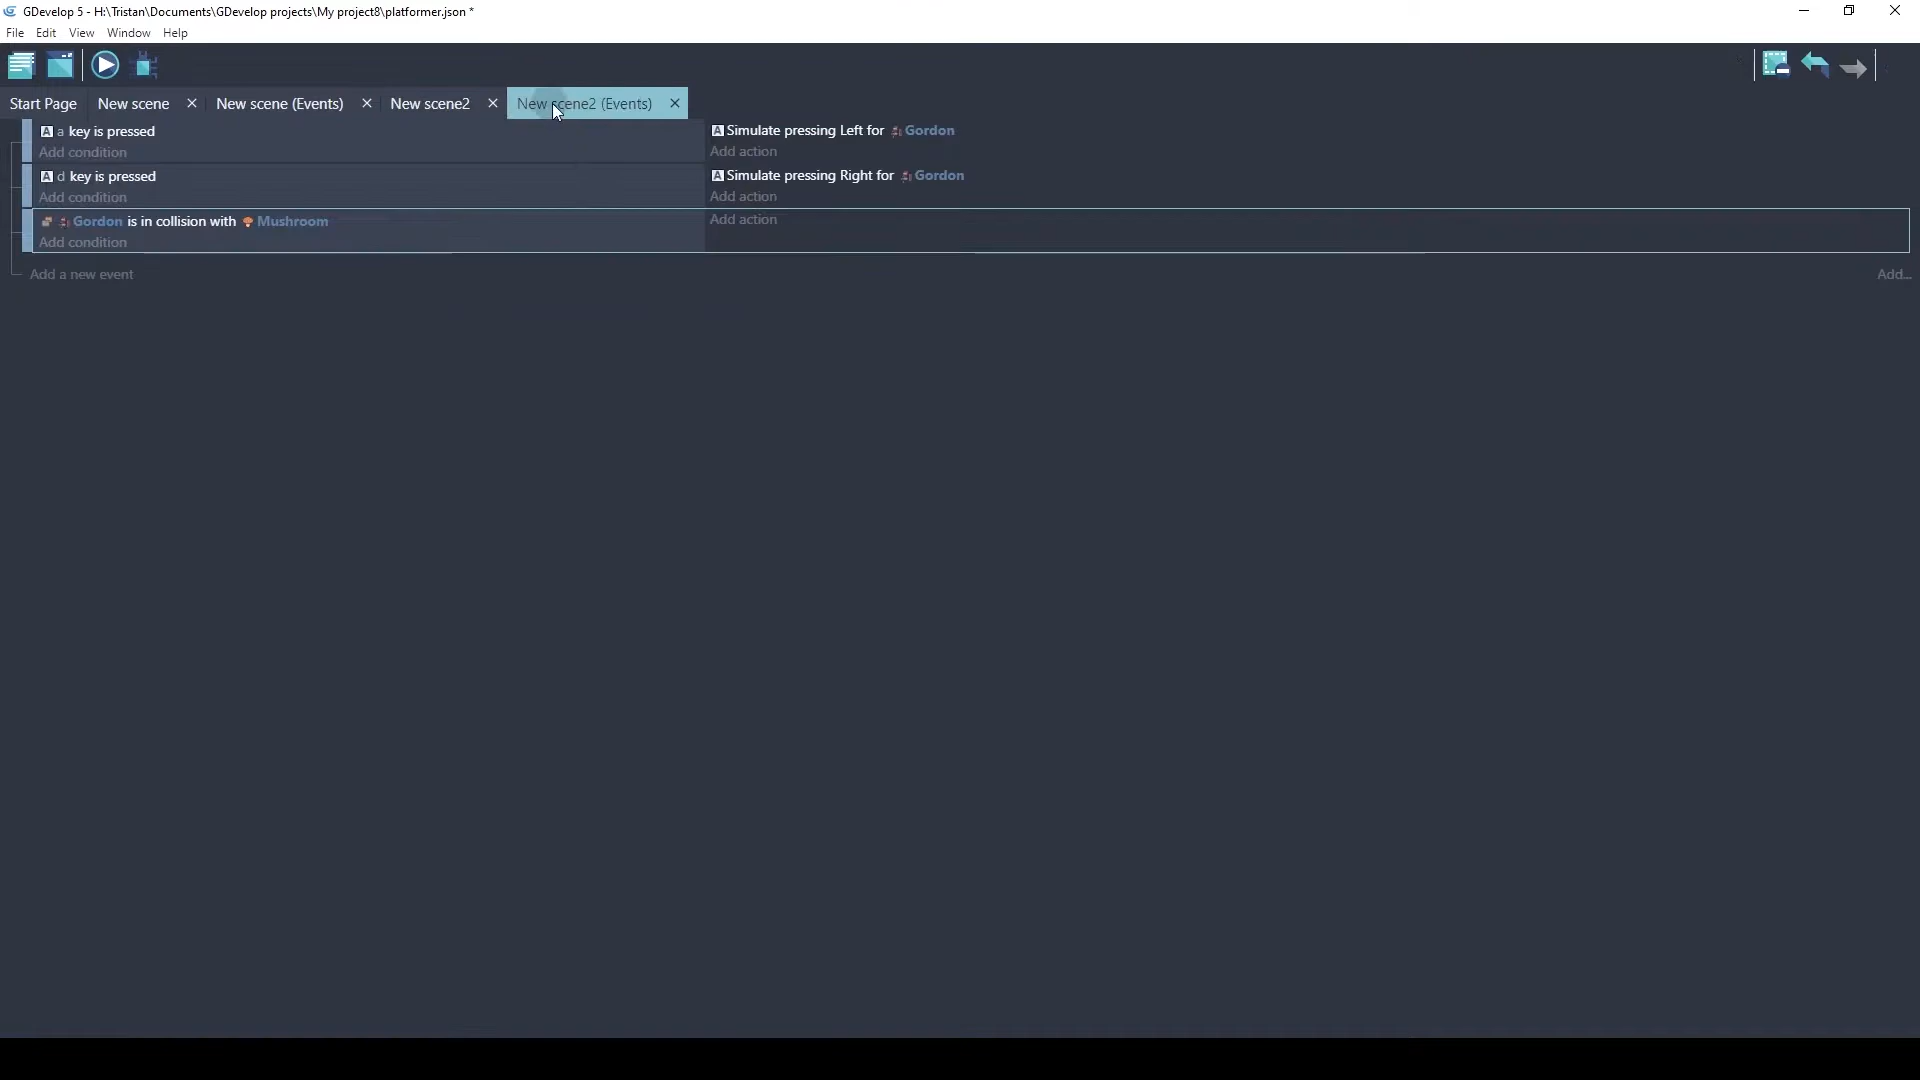 GDevelop 5 - H:\Tristan\Documents\GDevelop projects\My project8\platformer.json *
File Edit View Window Help
Start Page New scene × New scene (Events) × New scene2 × New scene2 (Events) ×
A a key is pressed
Add condition
A Simulate pressing Left for Gordon
Add action
A d key is pressed
Add condition
A Simulate pressing Right for Gordon
Add action
Gordon is in collision with Mushroom
Add condition
Add action
Add a new event
Add...